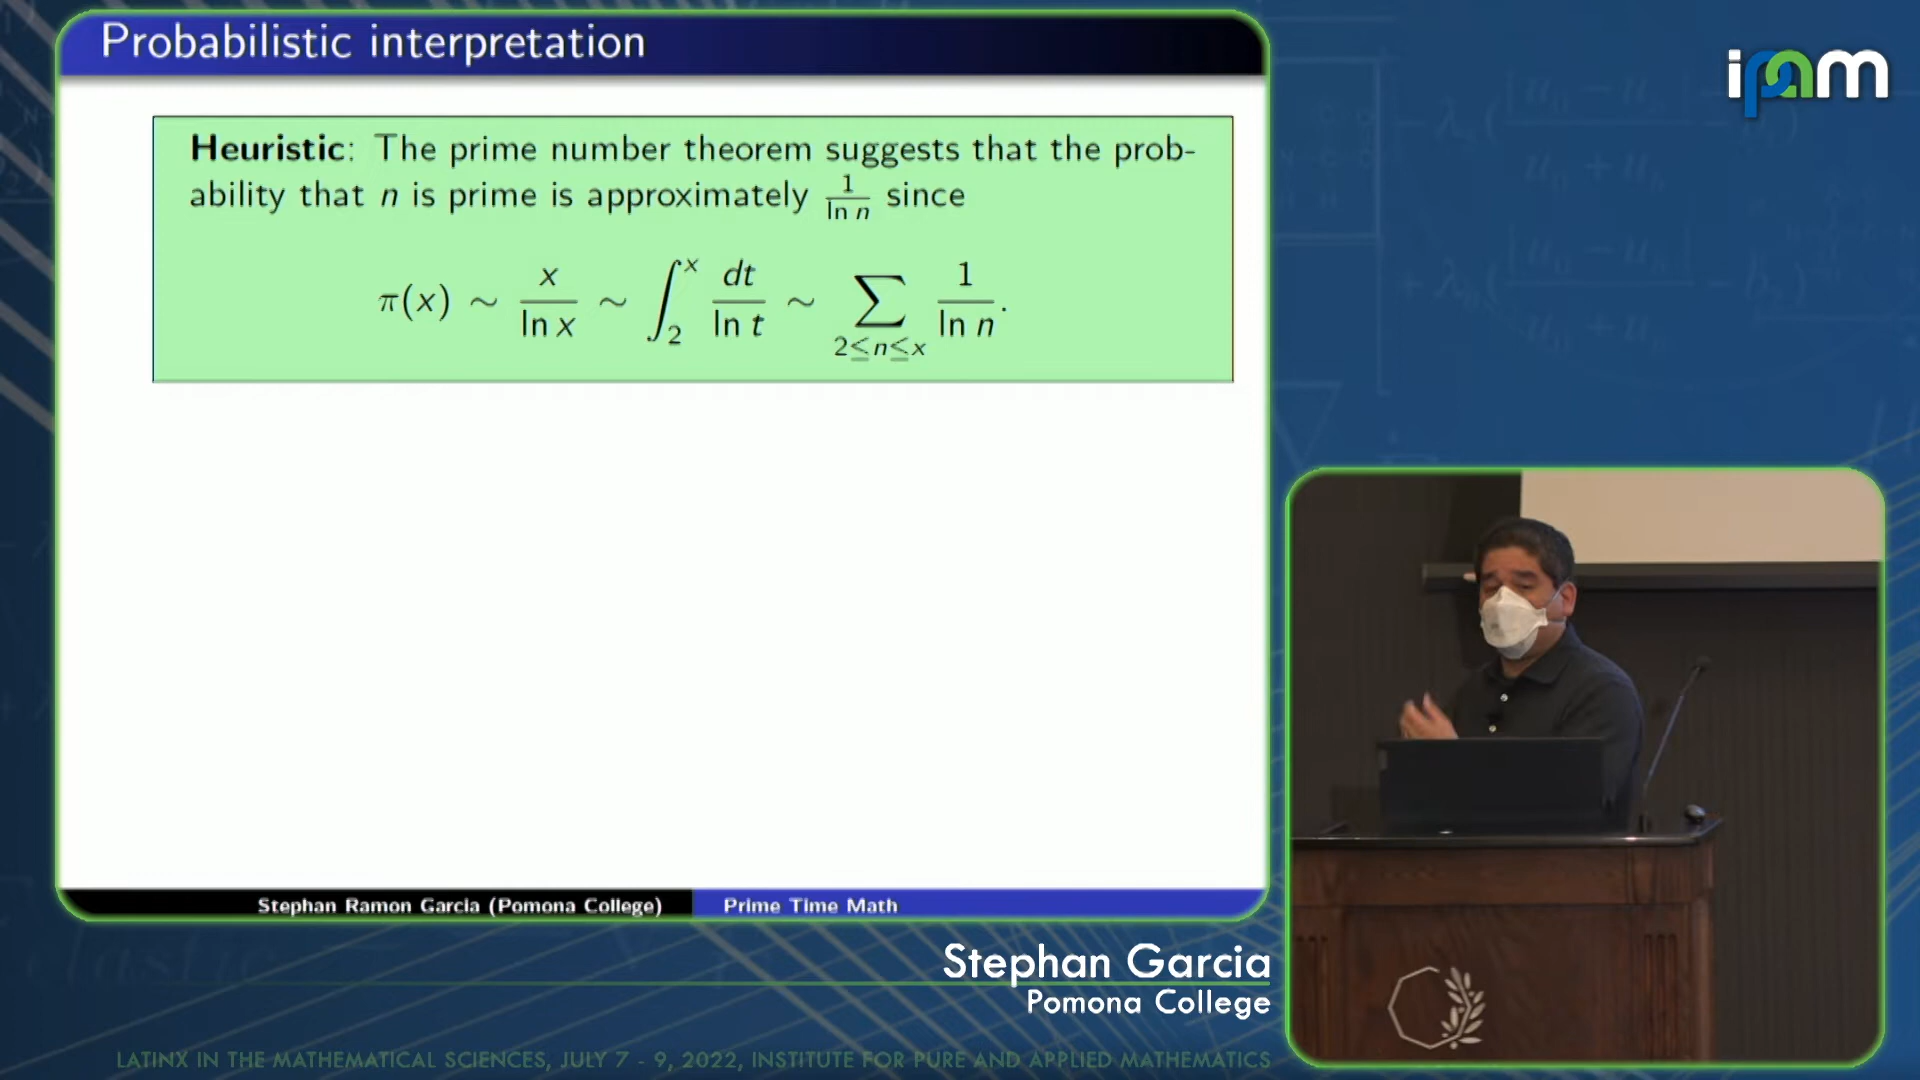 Probabilistic interpretation
ipam
Heuristic: The prime number theorem suggests that the prob-
ability that n is prime is approximately 1/ln n since
π(x) ~ x/ln x ~ ∫₂ˣ dt/ln t ~ ∑_{2≤n≤x} 1/ln n.
Stephan Ramon Garcia (Pomona College) Prime Time Math
Stephan Garcia
Pomona College
LATINX IN THE MATHEMATICAL SCIENCES, JULY 7 - 9, 2022, INSTITUTE FOR PURE AND APPLIED MATHEMATICS